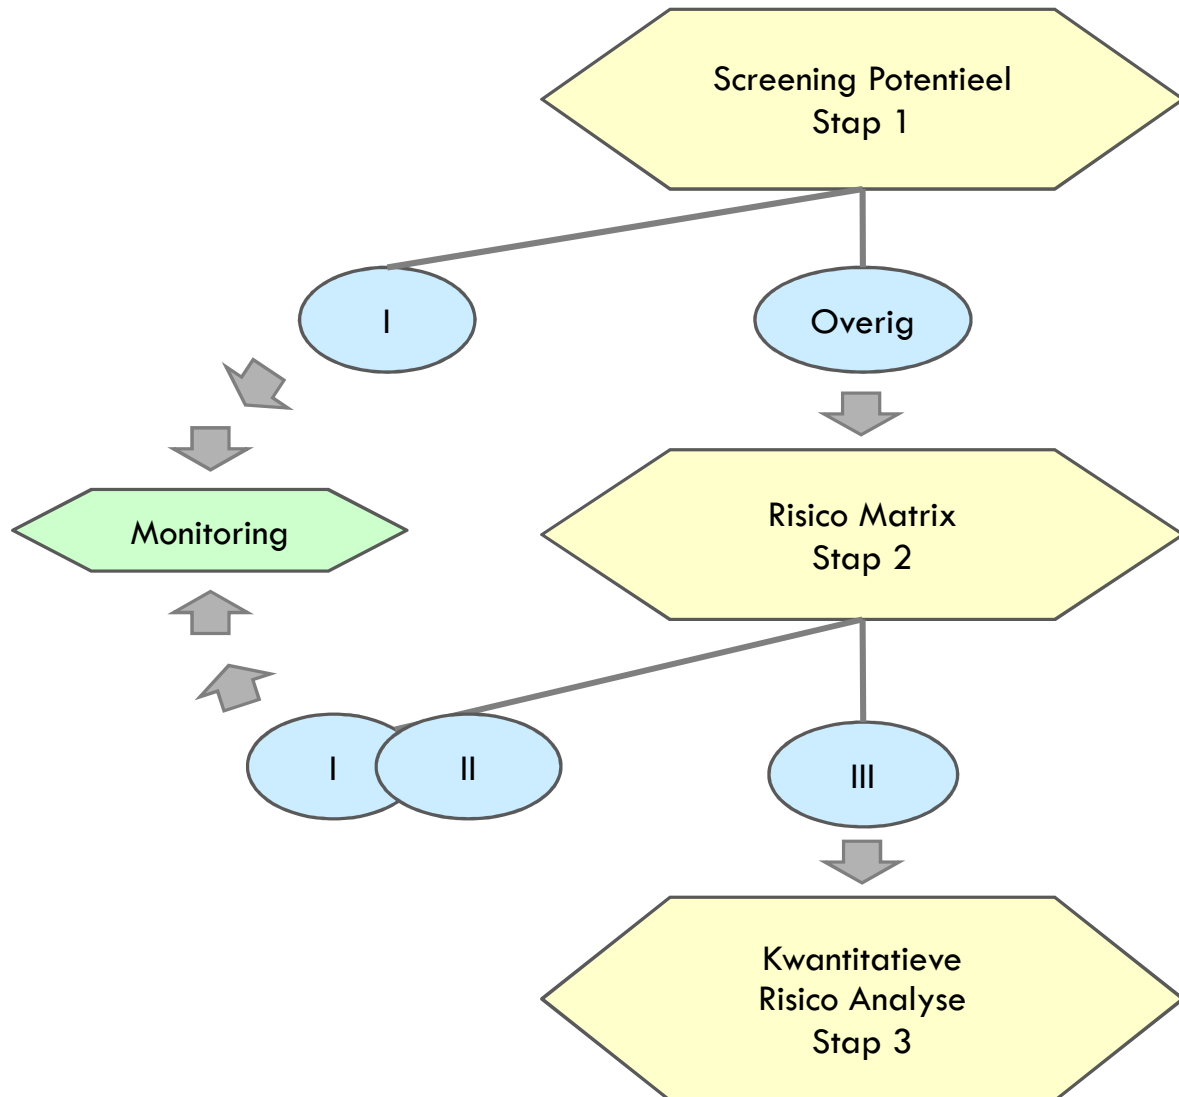 Screening Potentieel
Stap 1
I
Overig
Monitoring
Risico Matrix
Stap 2
I
II
III
Kwantitatieve
Risico Analyse
Stap 3